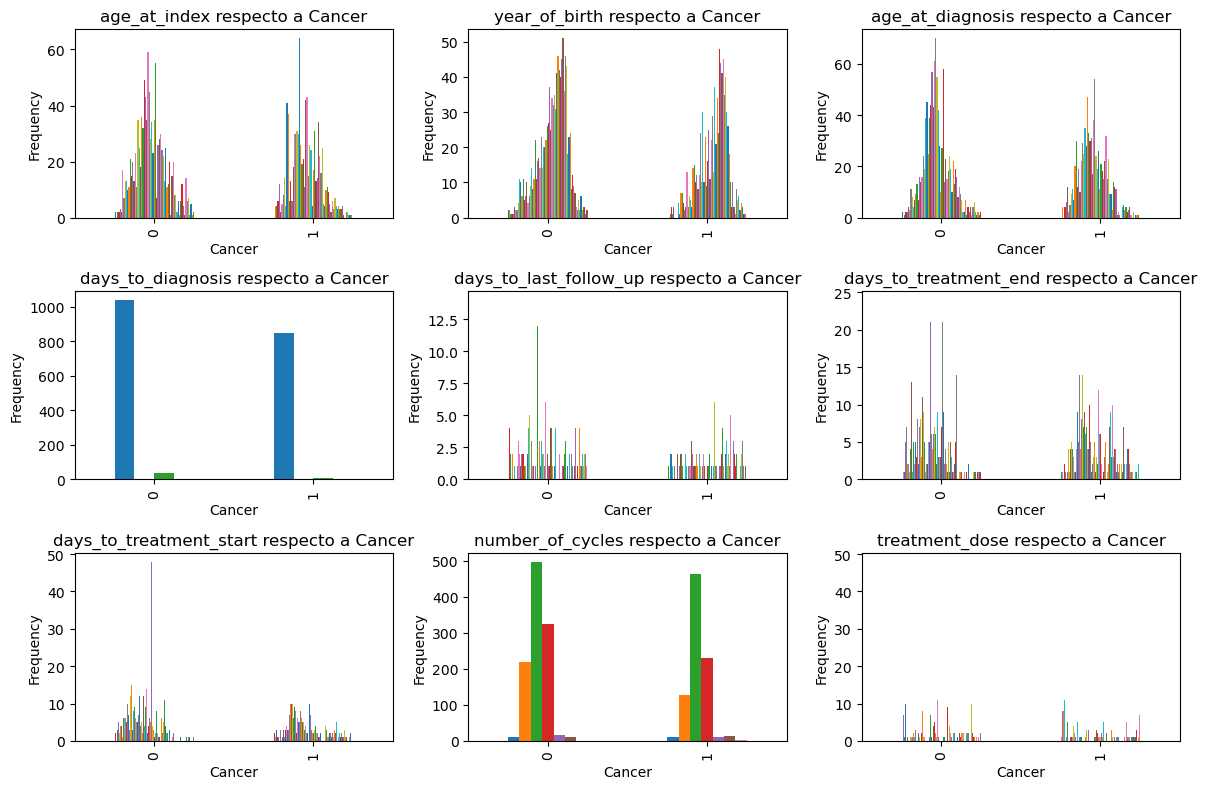 age_at_index respecto a Cancer
60
40
20
0
Frequency
0
1
Cancer
year_of_birth respecto a Cancer
50
40
30
20
10
0
Frequency
0
1
Cancer
age_at_diagnosis respecto a Cancer
60
40
20
0
Frequency
0
1
Cancer
days_to_diagnosis respecto a Cancer
1000
800
600
400
200
0
Frequency
0
1
Cancer
days_to_last_follow_up respecto a Cancer
12.5
10.0
7.5
5.0
2.5
0.0
Frequency
0
1
Cancer
days_to_treatment_end respecto a Cancer
25
20
15
10
5
0
Frequency
0
1
Cancer
days_to_treatment_start respecto a Cancer
50
40
30
20
10
0
Frequency
0
1
Cancer
number_of_cycles respecto a Cancer
500
400
300
200
100
0
Frequency
0
1
Cancer
treatment_dose respecto a Cancer
50
40
30
20
10
0
Frequency
0
1
Cancer